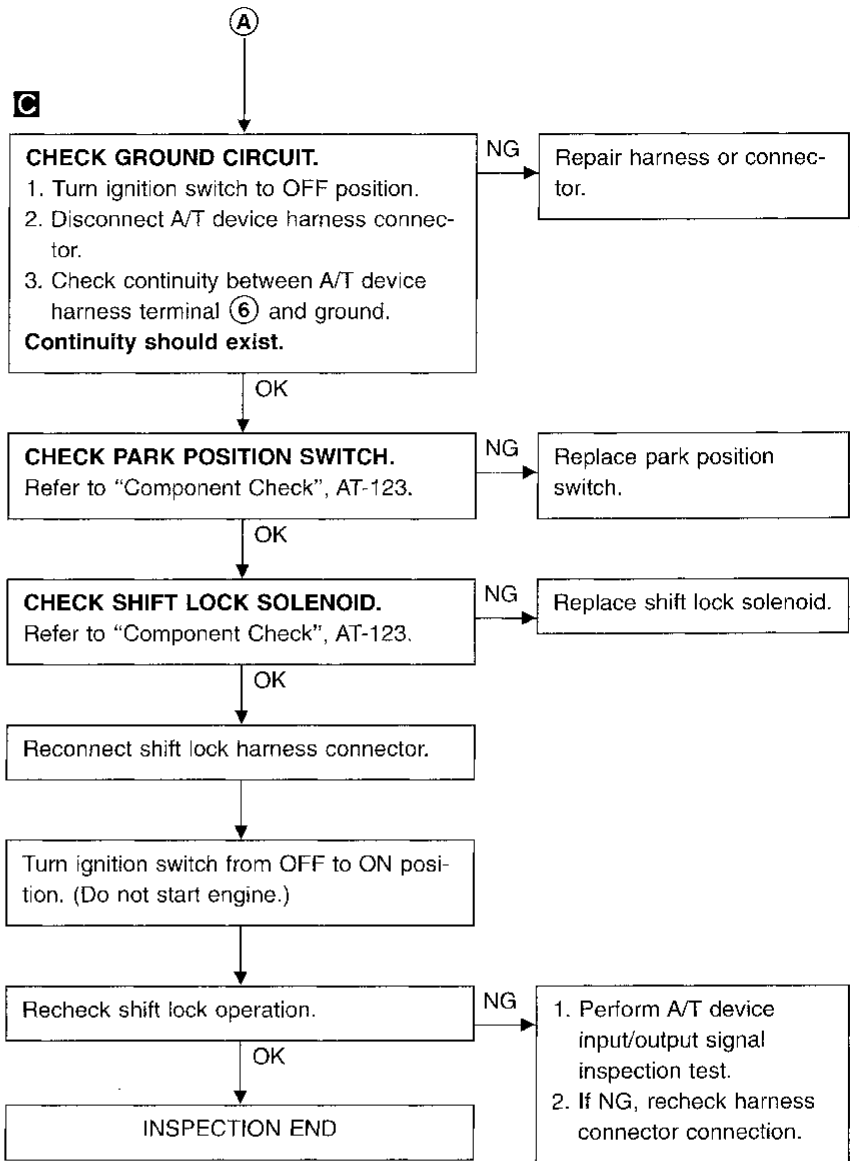 A
C
CHECK GROUND CIRCUIT.
1. Turn ignition switch to OFF position.
2. Disconnect A/T device harness connec-
tor.
3. Check continuity between A/T device
harness terminal ⑥ and ground.
Continuity should exist.
NG
Repair harness or connec-
tor.
OK
CHECK PARK POSITION SWITCH.
Refer to “Component Check”, AT-123.
NG
Replace park position
switch.
OK
CHECK SHIFT LOCK SOLENOID.
Refer to “Component Check”, AT-123.
NG
Replace shift lock solenoid.
OK
Reconnect shift lock harness connector.
Turn ignition switch from OFF to ON posi-
tion. (Do not start engine.)
Recheck shift lock operation.
NG
1. Perform A/T device
input/output signal
inspection test.
2. If NG, recheck harness
connector connection.
OK
INSPECTION END